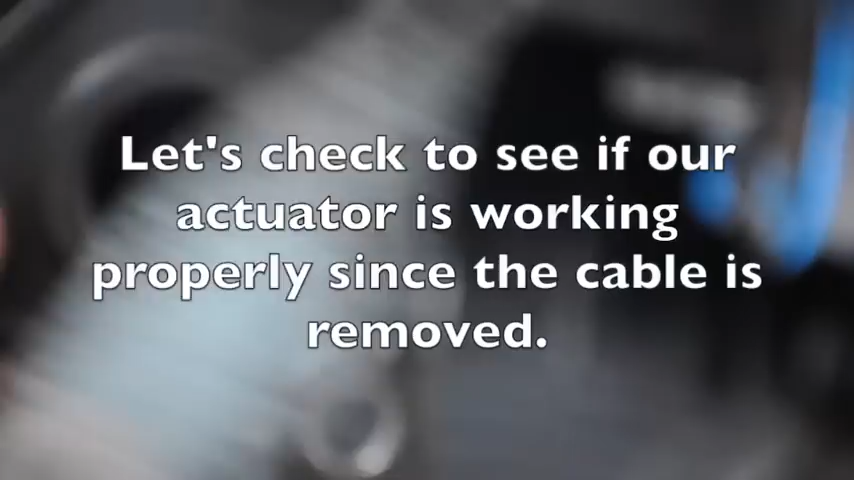 Let's check to see if our
actuator is working
properly since the cable is
removed.